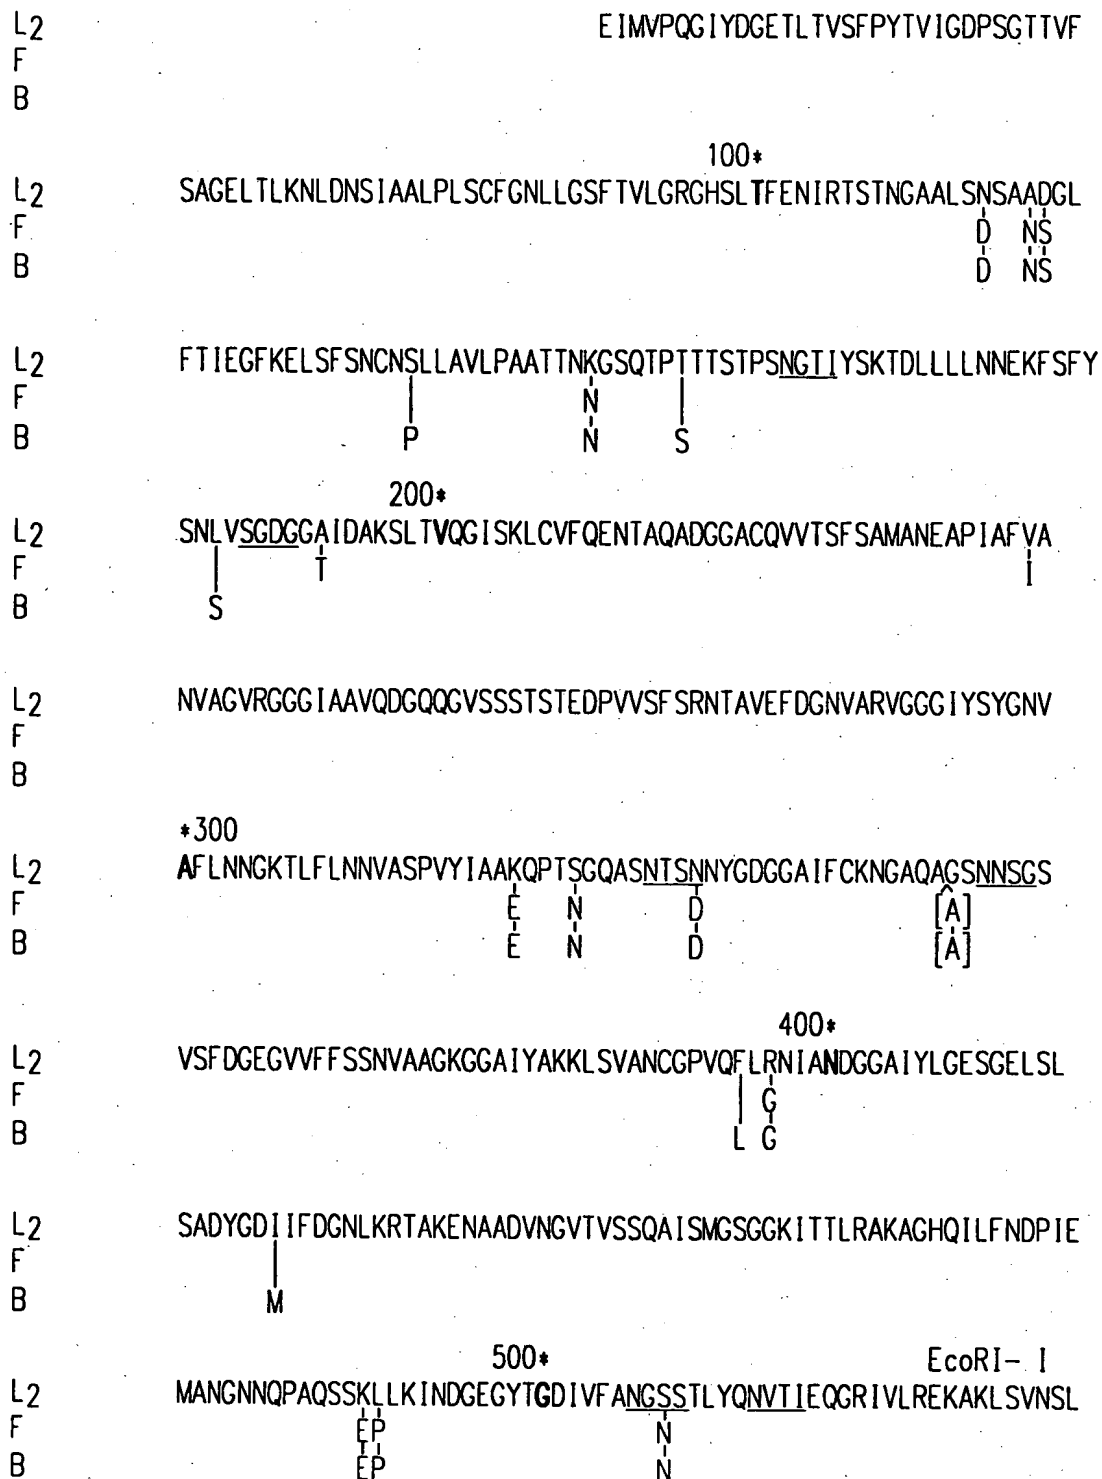 L2 EIMVPQGIYDGETLTVSFPYTVIGDPSGTTVF
F
B
100*
L2 SAGELTLKNLDNSIAALPLSCFGNLLGSFTVLGRGHSLTFENIRTSTNGAALSNSAADGL
F D NS
B D NS
L2 FTIEGFKELSFSNCNSLLAVLPAATTNKGSQTPTTTSTPSNGTIYSKTDLLLLNNEKFSFY
F N
B P N S
200*
L2 SNLVSGDGGAIDAKSLTVQGISKLCVFQENTAQADGGACQVVTSFSAMANEAPIAFVA
F T I
B S
L2 NVAGVRGGGIAAVQDGQQGVSSSTSTEDPVVSFSRNTAVEFDGNVARVGGGIYSYGNV
F
B
*300
L2 AFLNNGKTLFLNNVASPVYIAAKQPTSGQASNTSNNYGDGGAIFCKNGAQAGSNNSGS
F E N D [A]
B E N D [A]
400*
L2 VSFDGEGVVFFSSNVAAGKGGAIYAKKLSVANCGPVQFLRNIANDGGAIYLGESGELSL
F G
B L G
L2 SADYGDIIFDGNLKRTAKENAADVNGVTVSSQAISMGSGGKITTLRAKAGHQILFNDPIE
F
B M
500* EcoRI- I
L2 MANGNNQPAQSSKLLKINDGEGYTGDIVFANGSSTLYQNVTIEQGRIVLREKAKLSVNSL
F EP N
B EP N